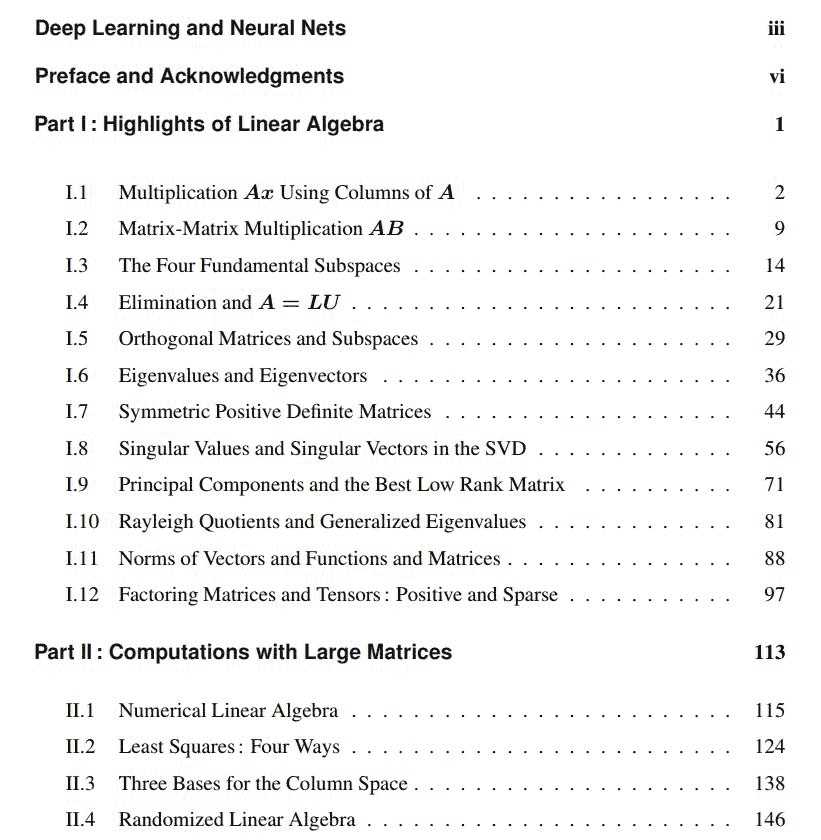 Deep Learning and Neural Nets iii
Preface and Acknowledgments vi
Part I : Highlights of Linear Algebra 1
I.1 Multiplication Ax Using Columns of A . . . . . . . . . . . . . . . . . 2
I.2 Matrix-Matrix Multiplication AB . . . . . . . . . . . . . . . . . . . . . 9
I.3 The Four Fundamental Subspaces . . . . . . . . . . . . . . . . . . . . . 14
I.4 Elimination and A = LU . . . . . . . . . . . . . . . . . . . . . . . . . 21
I.5 Orthogonal Matrices and Subspaces . . . . . . . . . . . . . . . . . . . . 29
I.6 Eigenvalues and Eigenvectors . . . . . . . . . . . . . . . . . . . . . . . 36
I.7 Symmetric Positive Definite Matrices . . . . . . . . . . . . . . . . . . . 44
I.8 Singular Values and Singular Vectors in the SVD . . . . . . . . . . . . . 56
I.9 Principal Components and the Best Low Rank Matrix . . . . . . . . . . 71
I.10 Rayleigh Quotients and Generalized Eigenvalues . . . . . . . . . . . . . 81
I.11 Norms of Vectors and Functions and Matrices . . . . . . . . . . . . . . . 88
I.12 Factoring Matrices and Tensors : Positive and Sparse . . . . . . . . . . . 97
Part II : Computations with Large Matrices 113
II.1 Numerical Linear Algebra . . . . . . . . . . . . . . . . . . . . . . . . . 115
II.2 Least Squares : Four Ways . . . . . . . . . . . . . . . . . . . . . . . . . 124
II.3 Three Bases for the Column Space . . . . . . . . . . . . . . . . . . . . . 138
II.4 Randomized Linear Algebra . . . . . . . . . . . . . . . . . . . . . . . . 146